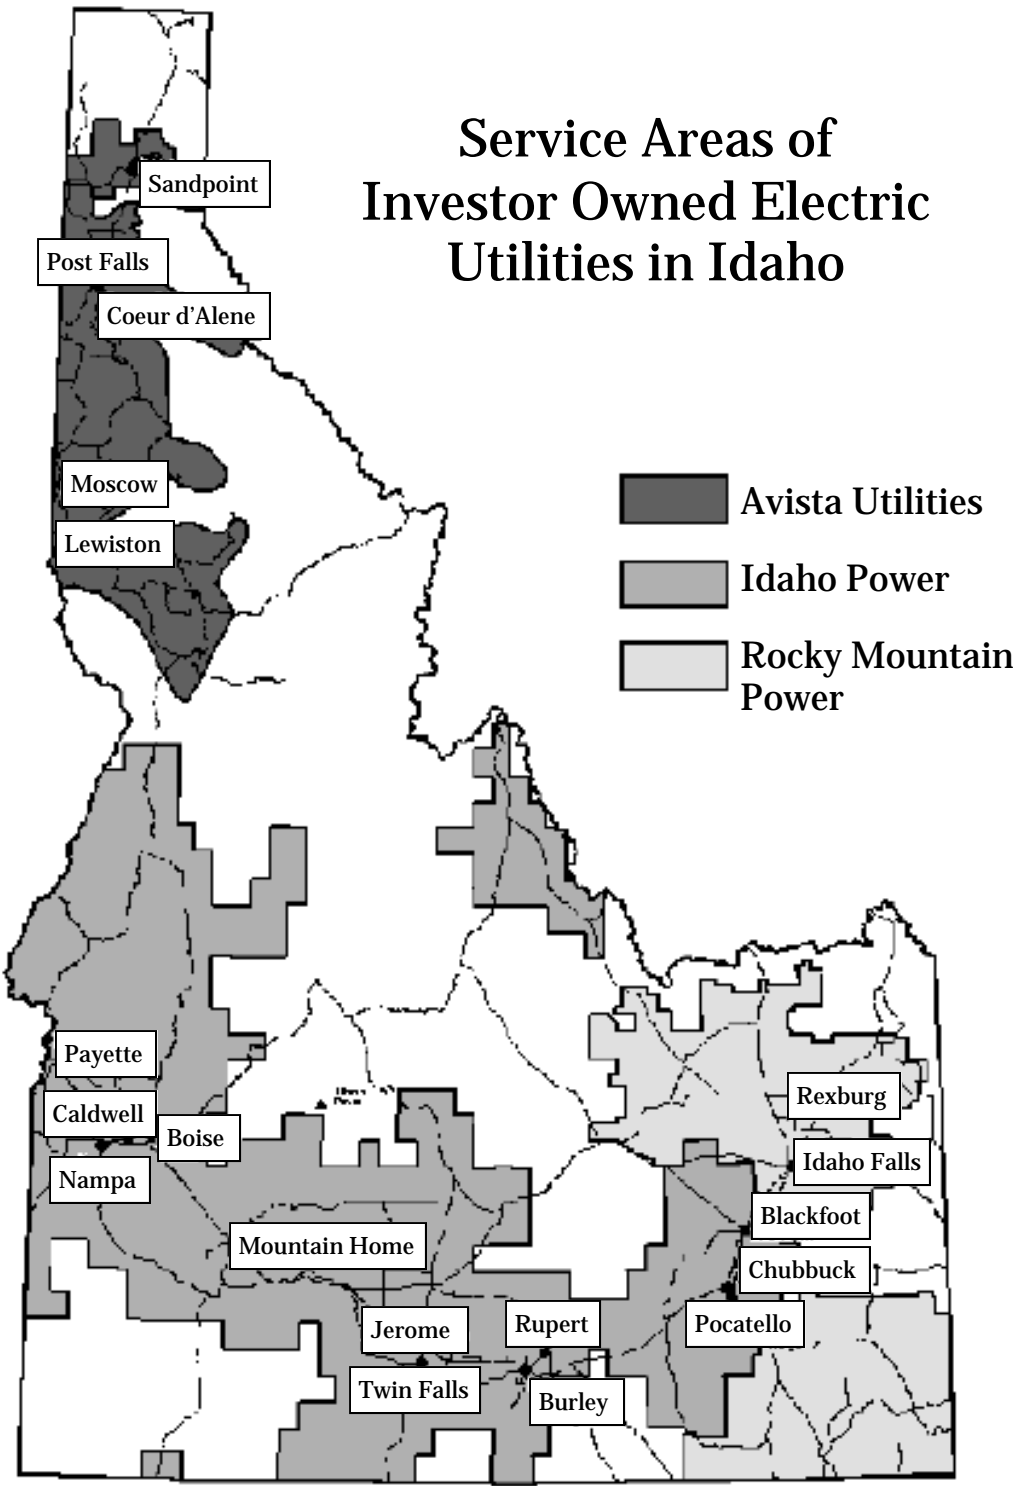 Service Areas of
Investor Owned Electric
Utilities in Idaho
Sandpoint
Post Falls
Coeur d'Alene
Moscow
Lewiston
Avista Utilities
Idaho Power
Rocky Mountain
Power
Payette
Caldwell
Boise
Nampa
Mountain Home
Rexburg
Idaho Falls
Blackfoot
Chubbuck
Pocatello
Jerome
Rupert
Twin Falls
Burley